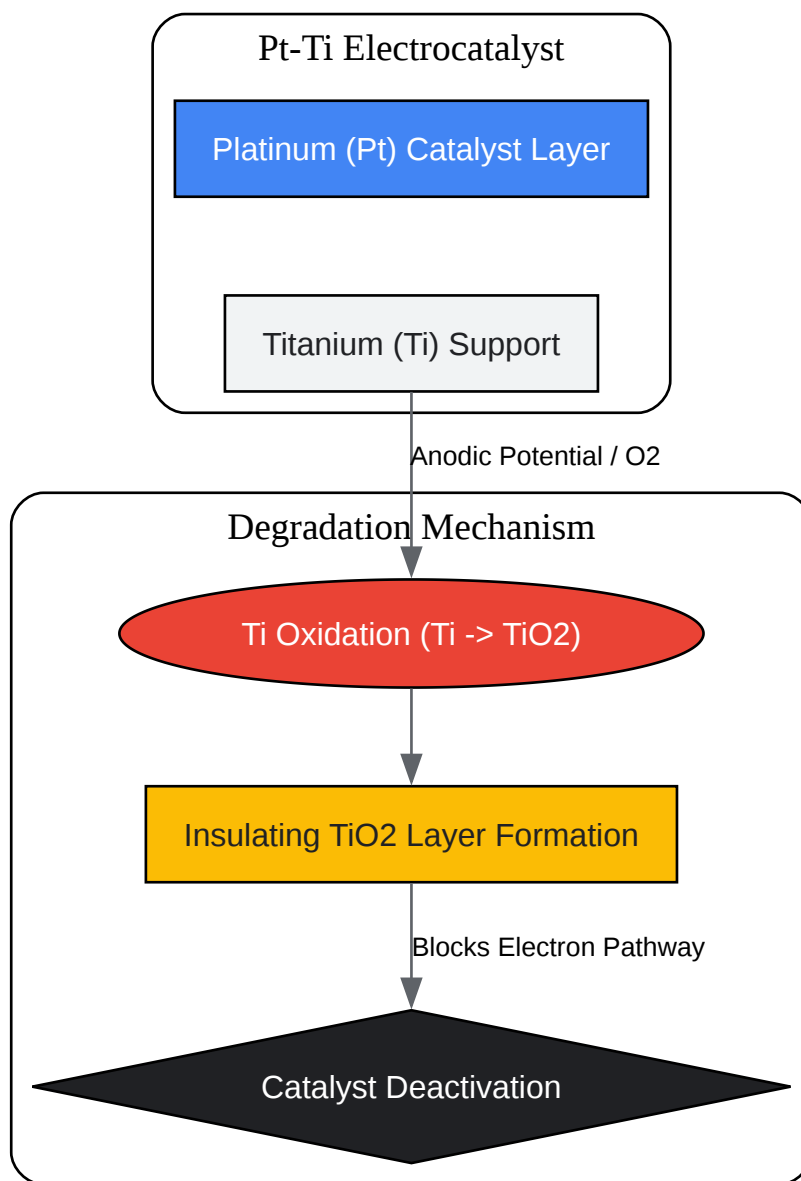 Pt-Ti Electrocatalyst
Platinum (Pt) Catalyst Layer
Titanium (Ti) Support
Anodic Potential / O2
Degradation Mechanism
Ti Oxidation (Ti -> TiO2)
Insulating TiO2 Layer Formation
Blocks Electron Pathway
Catalyst Deactivation